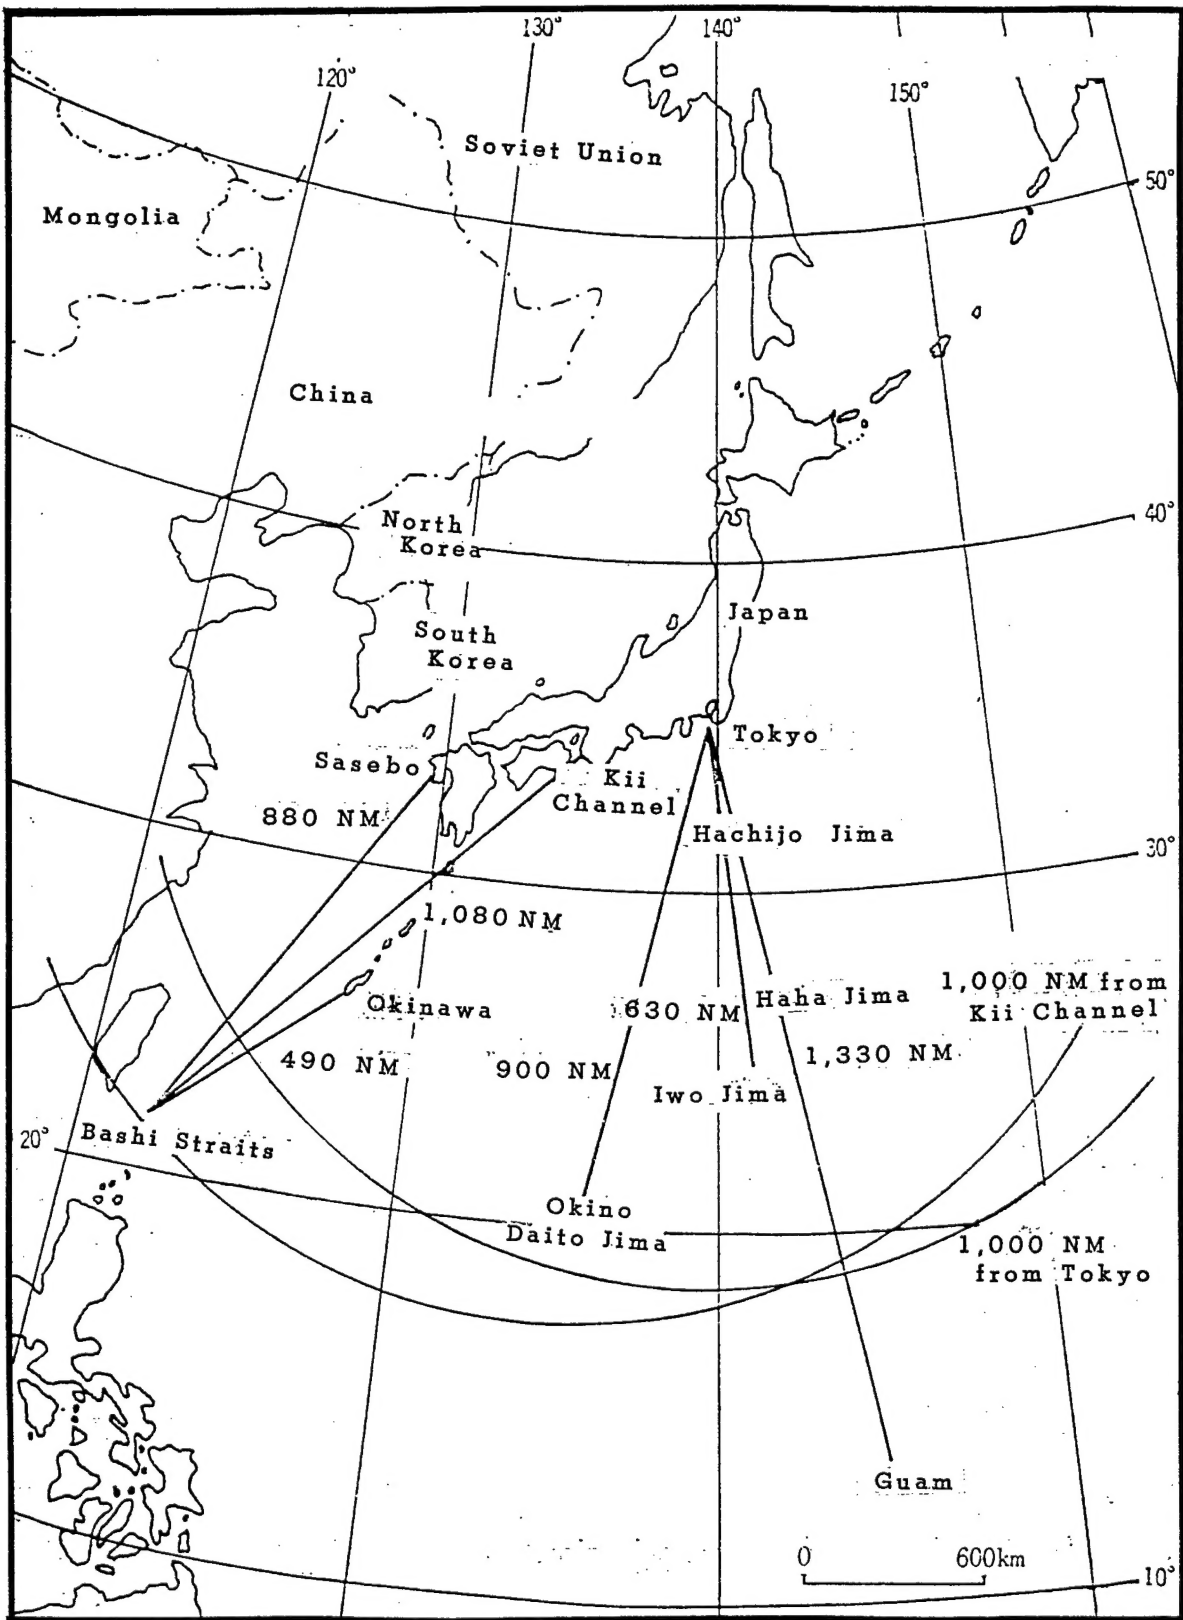 130°
140°
120°
150°
Soviet Union
50°
Mongolia
China
40°
North
Korea
Japan
South
Korea
Tokyo
Sasebo
Kii
Channel
880 NM
Hachijo Jima
30°
1,080 NM
1,000 NM from
Kii Channel
Haha Jima
Okinawa
630 NM
1,330 NM
490 NM
900 NM
Iwo Jima
20°
Bashi Straits
Okino
Daito Jima
1,000 NM
from Tokyo
Guam
0 600km
10°